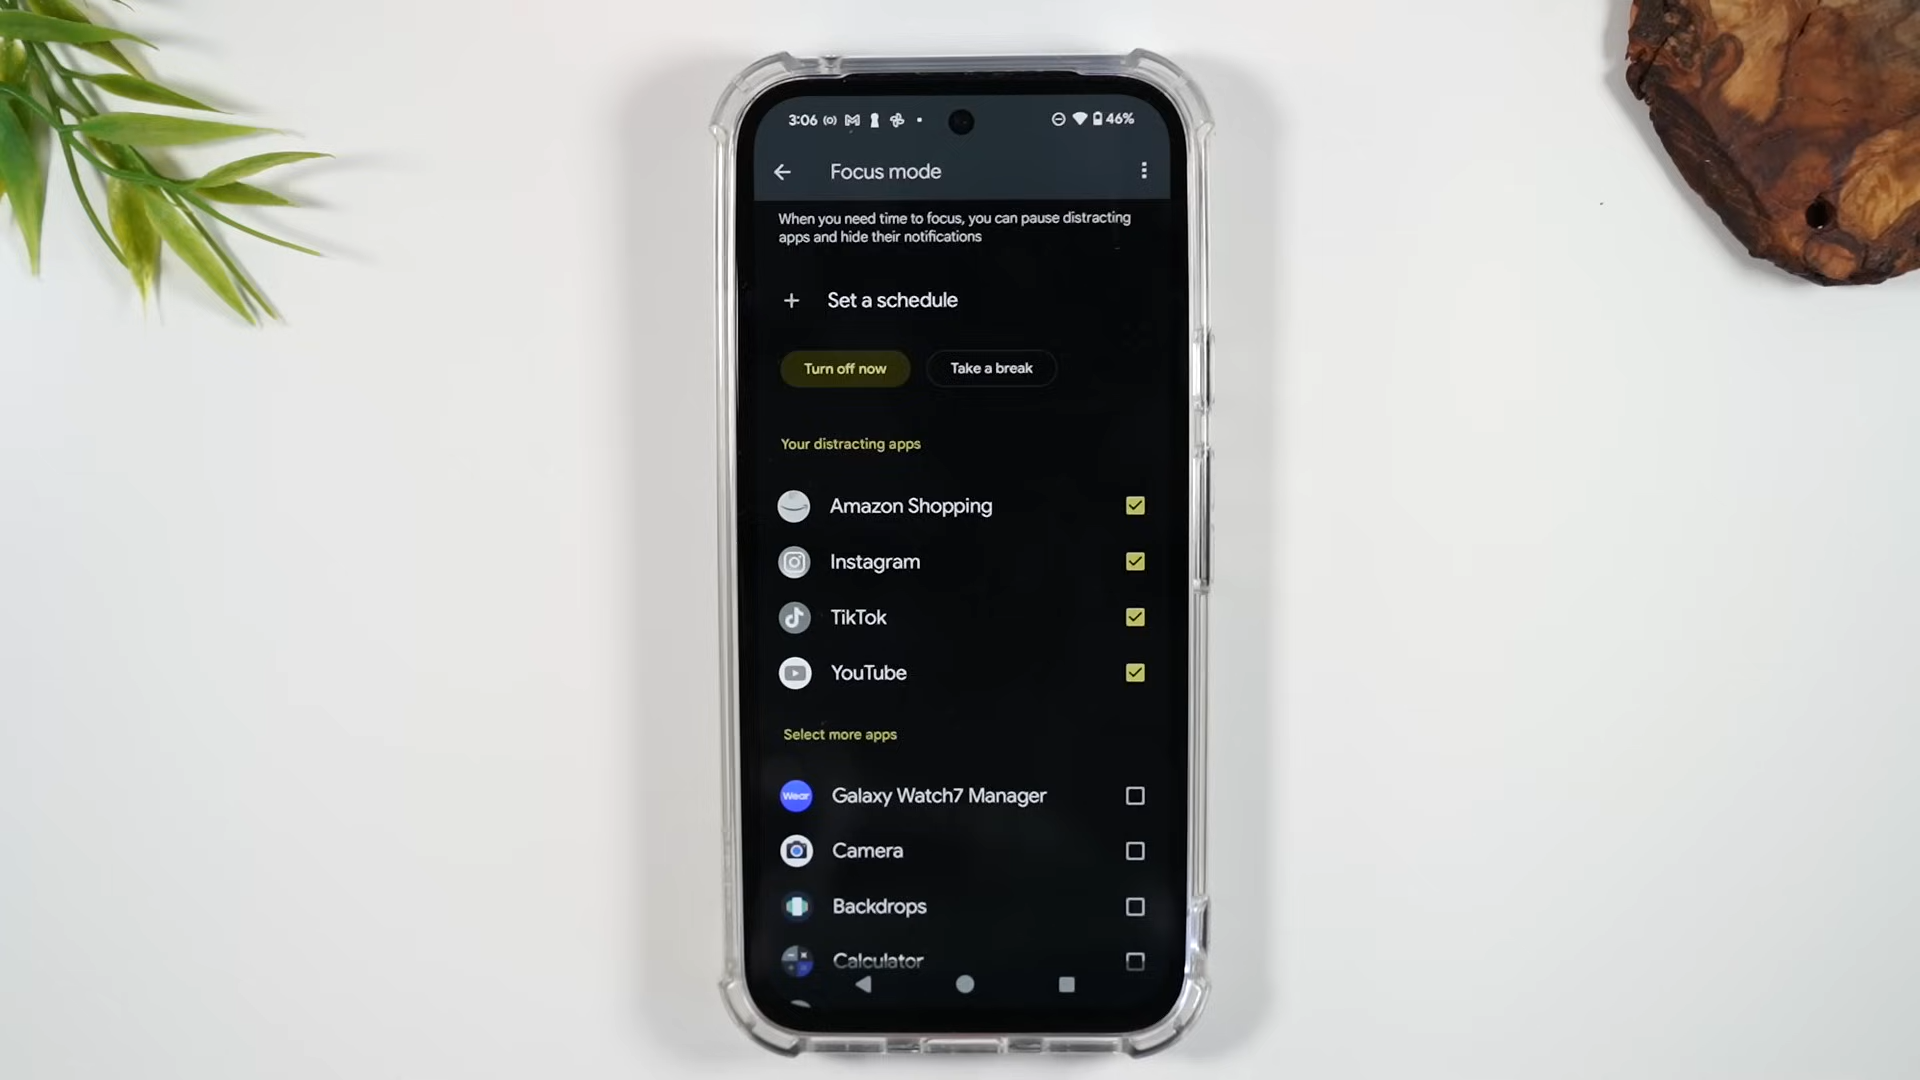 3:06
46%
Focus mode
When you need time to focus, you can pause distracting
apps and hide their notifications
Set a schedule
Turn off now
Take a break
Your distracting apps
Amazon Shopping
Instagram
TikTok
YouTube
Select more apps
Wear
Galaxy Watch7 Manager
Camera
Backdrops
Calculator